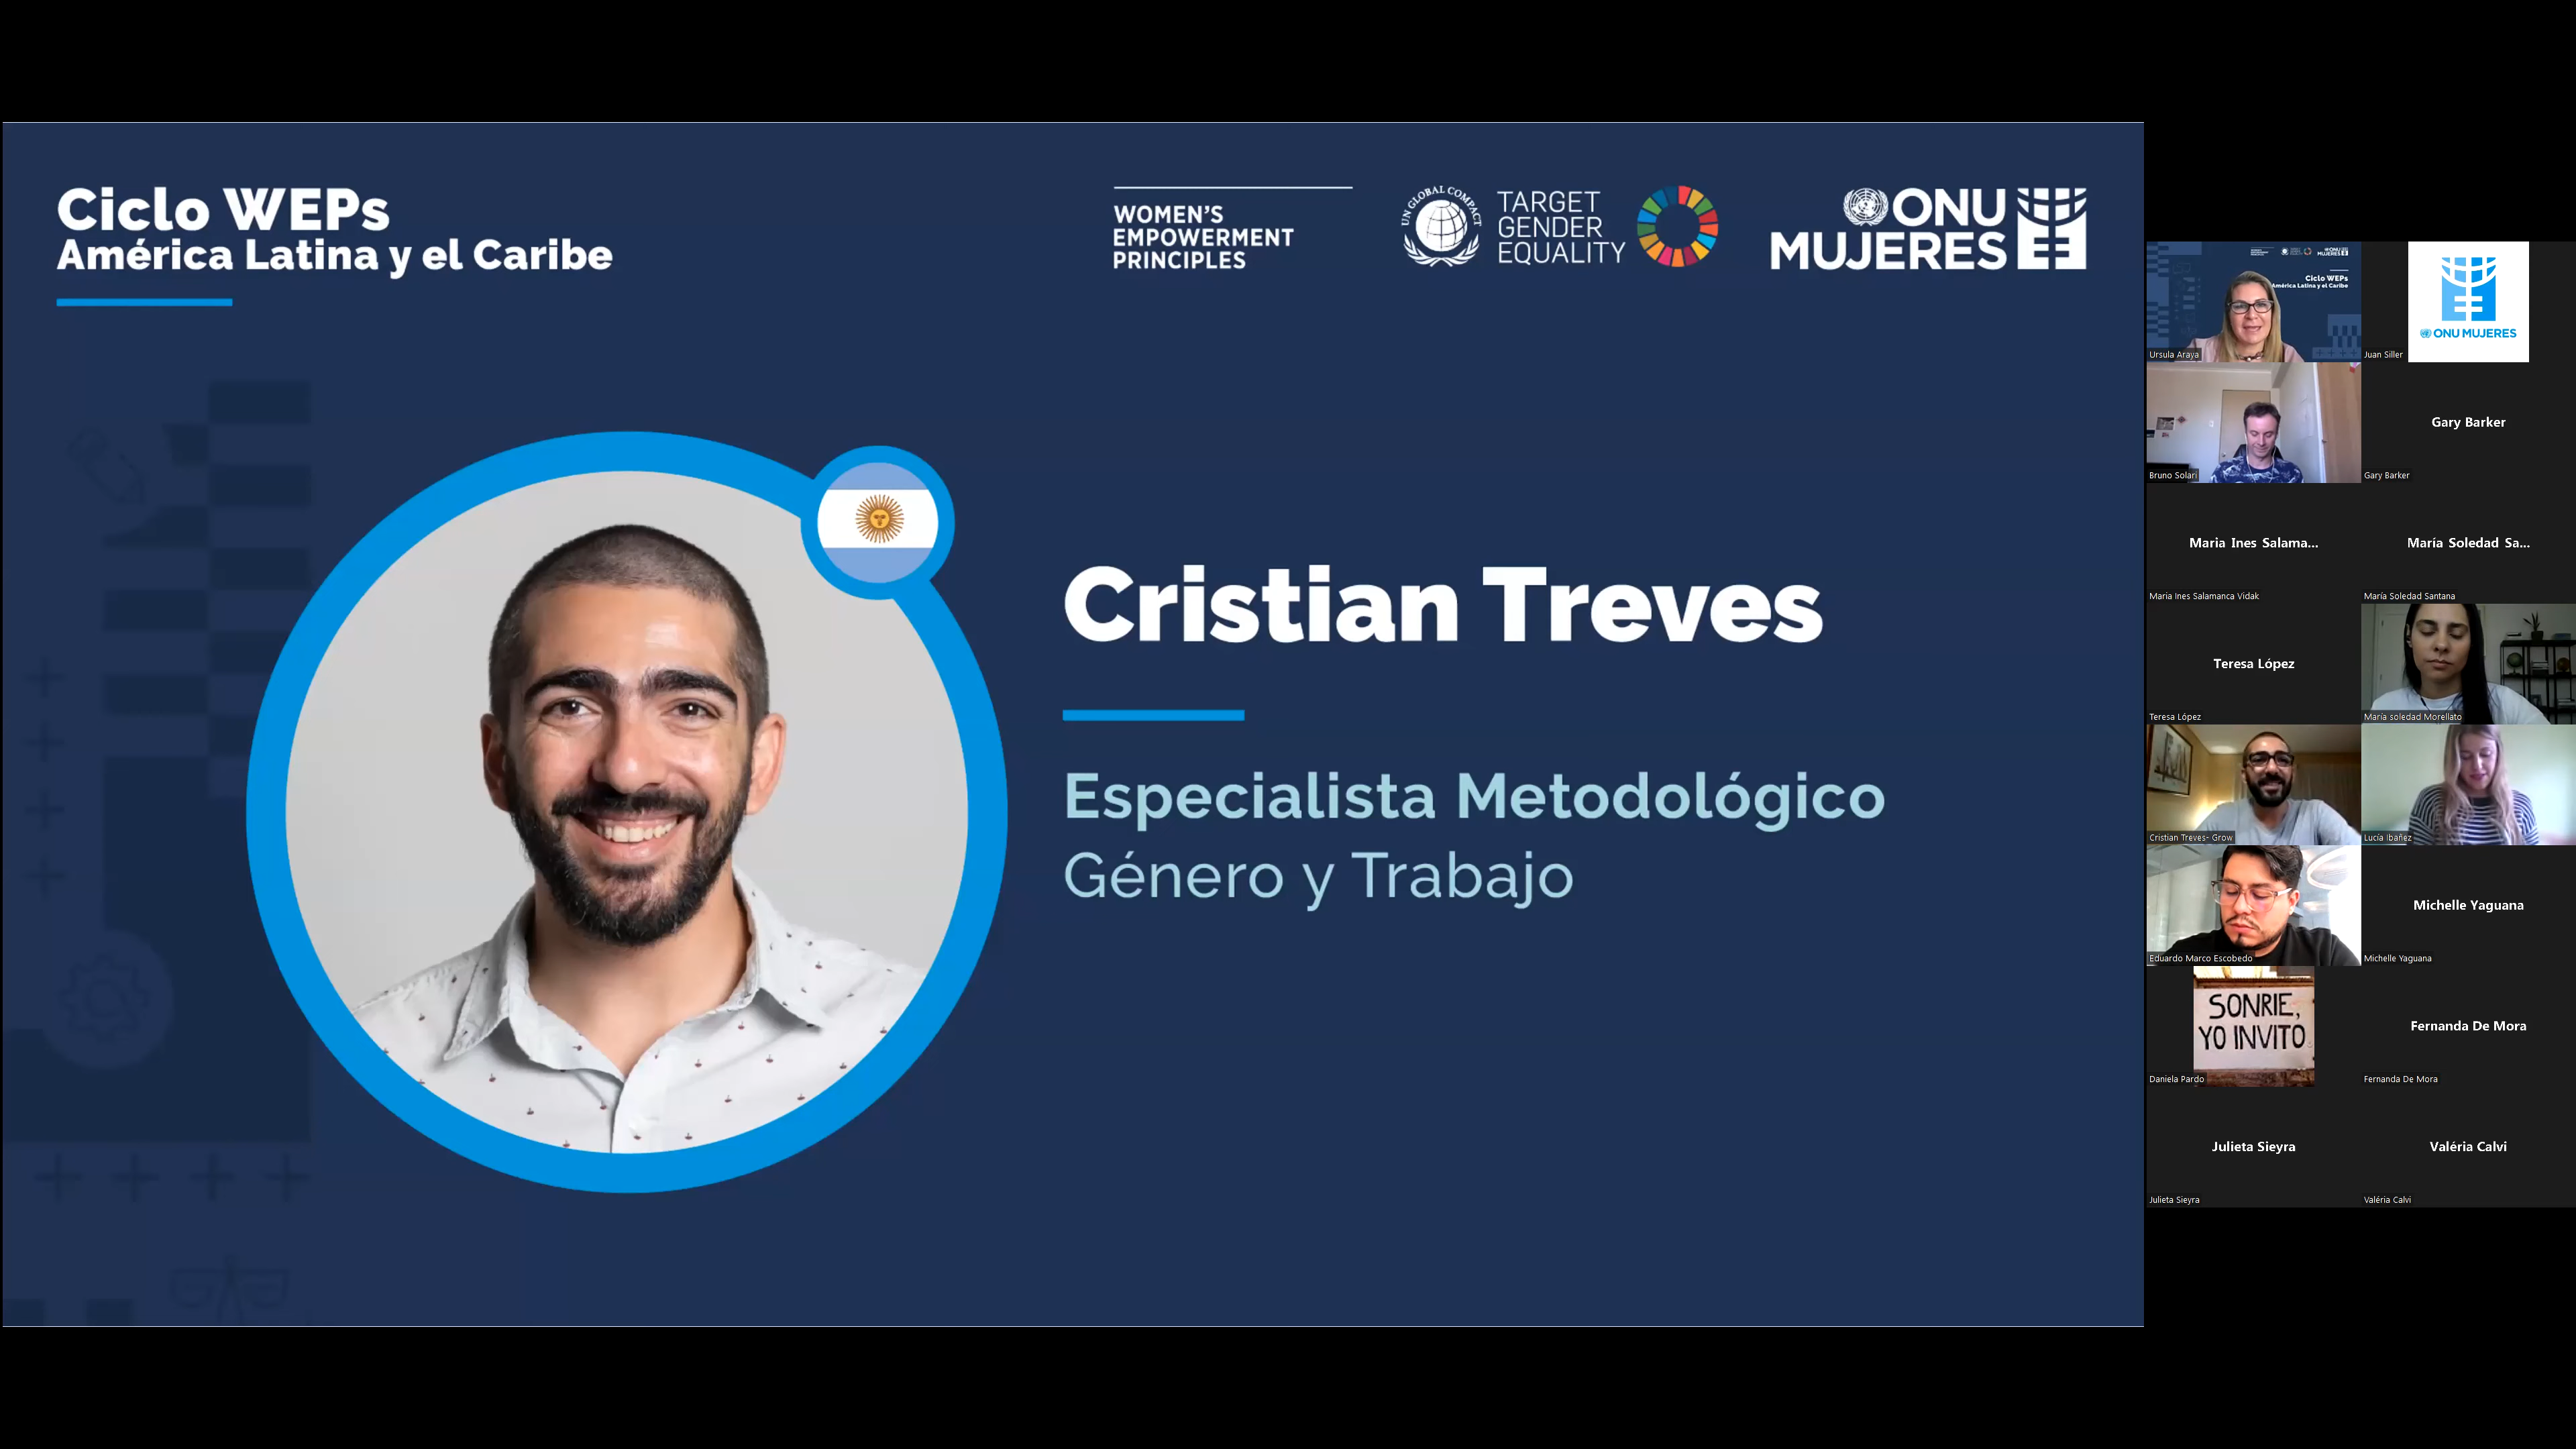 Ciclo WEPs
América Latina y el Caribe
WOMEN'S
EMPOWERMENT
PRINCIPLES
UN GLOBAL COMPACT
TARGET
GENDER
EQUALITY
ONU
MUJERES
Cristian Treves
Especialista Metodológico
Género y Trabajo
Ciclo WEPs
América Latina y el Caribe
Ursula Araya
ONU MUJERES
Juan Siller
Bruno Solari
Gary Barker
Gary Barker
Maria Ines Salama...
Maria Ines Salamanca Vidak
María Soledad Sa...
María Soledad Santana
Teresa López
Teresa López
María soledad Morellato
Cristian Treves- Grow
Lucía Ibañez
Eduardo Marco Escobedo
Michelle Yaguana
Michelle Yaguana
SONRIE,
YO INVITO
Daniela Pardo
Fernanda De Mora
Fernanda De Mora
Julieta Sieyra
Julieta Sieyra
Valéria Calvi
Valéria Calvi